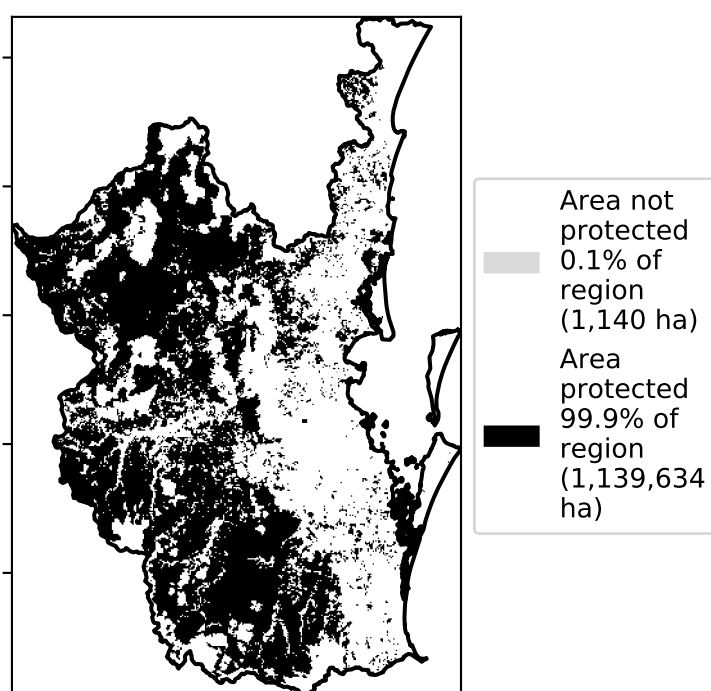 Area not
protected
0.1% of
region
(1,140 ha)
Area
protected
99.9% of
region
(1,139,634
ha)